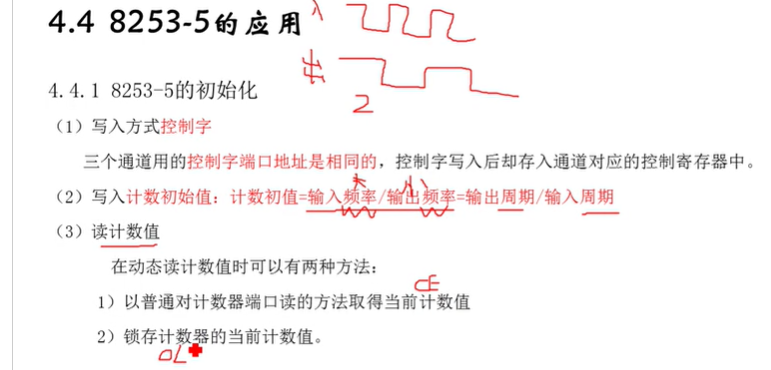 4.4 8253-5的应用
入
出
2
4.4.1 8253-5的初始化
（1）写入方式控制字
三个通道用的控制字端口地址是相同的，控制字写入后却存入通道对应的控制寄存器中。
大 小
（2）写入计数初始值：计数初值=输入频率/输出频率=输出周期/输入周期
（3）读计数值
在动态读计数值时可以有两种方法：
CE
1）以普通对计数器端口读的方法取得当前计数值
2）锁存计数器的当前计数值。
OL